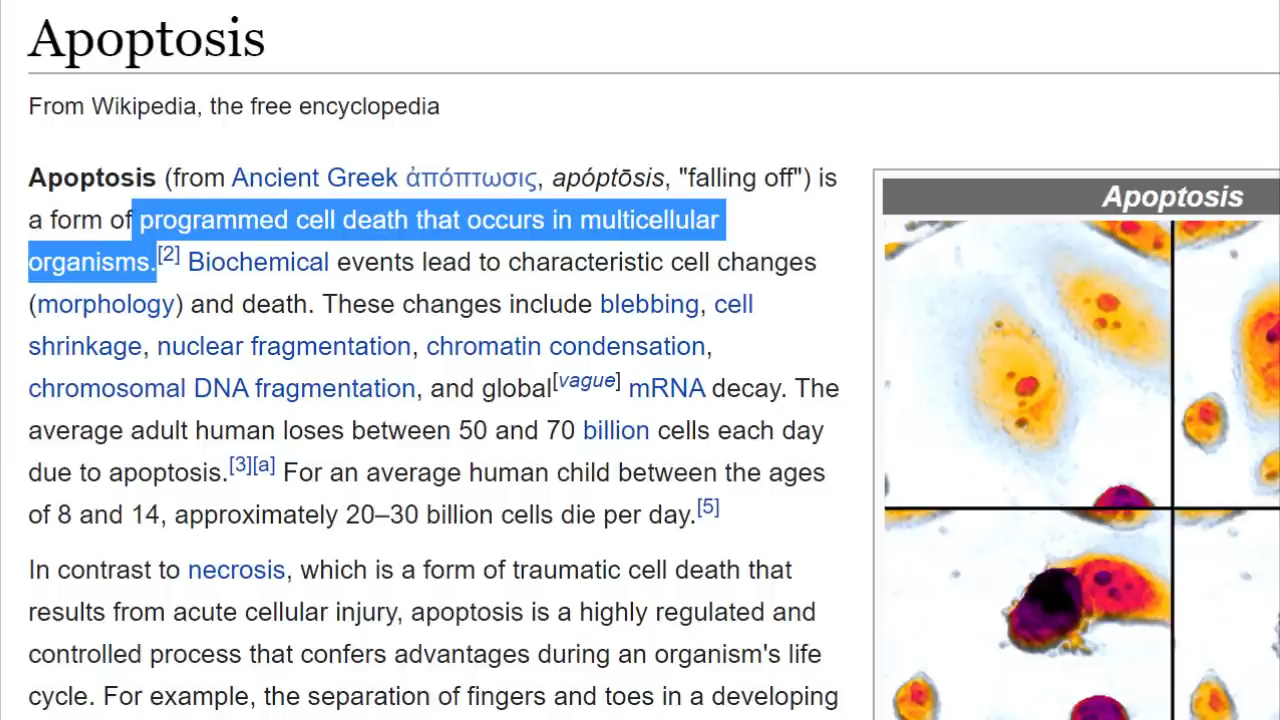 Apoptosis
From Wikipedia, the free encyclopedia
Apoptosis (from Ancient Greek ἀπόπτωσις, apóptōsis, "falling off") is
a form of programmed cell death that occurs in multicellular
organisms.[2] Biochemical events lead to characteristic cell changes
(morphology) and death. These changes include blebbing, cell
shrinkage, nuclear fragmentation, chromatin condensation,
chromosomal DNA fragmentation, and global[vague] mRNA decay. The
average adult human loses between 50 and 70 billion cells each day
due to apoptosis.[3][a] For an average human child between the ages
of 8 and 14, approximately 20–30 billion cells die per day.[5]
In contrast to necrosis, which is a form of traumatic cell death that
results from acute cellular injury, apoptosis is a highly regulated and
controlled process that confers advantages during an organism's life
cycle. For example, the separation of fingers and toes in a developing
Apoptosis